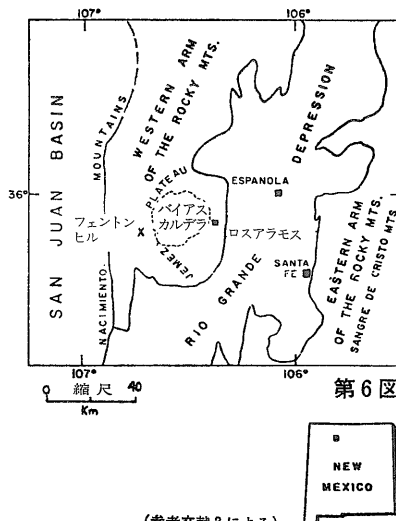 107°
106°
WESTERN ARM
OF THE ROCKY MTS.
DEPRESSION
SAN JUAN BASIN
MOUNTAINS
NACIMIENTO
36°
PLATEAU
JEMEZ
ESPANOLA
バイアス
カルデラ
フェントン
ヒル
x
ロスアラモス
SANTA
FE
RIO GRANDE
EASTERN ARM
OF THE ROCKY MTS.
SANGRE DE CRISTO MTS.
107°
106°
0 縮尺 40
Km
第6図
NEW
MEXICO